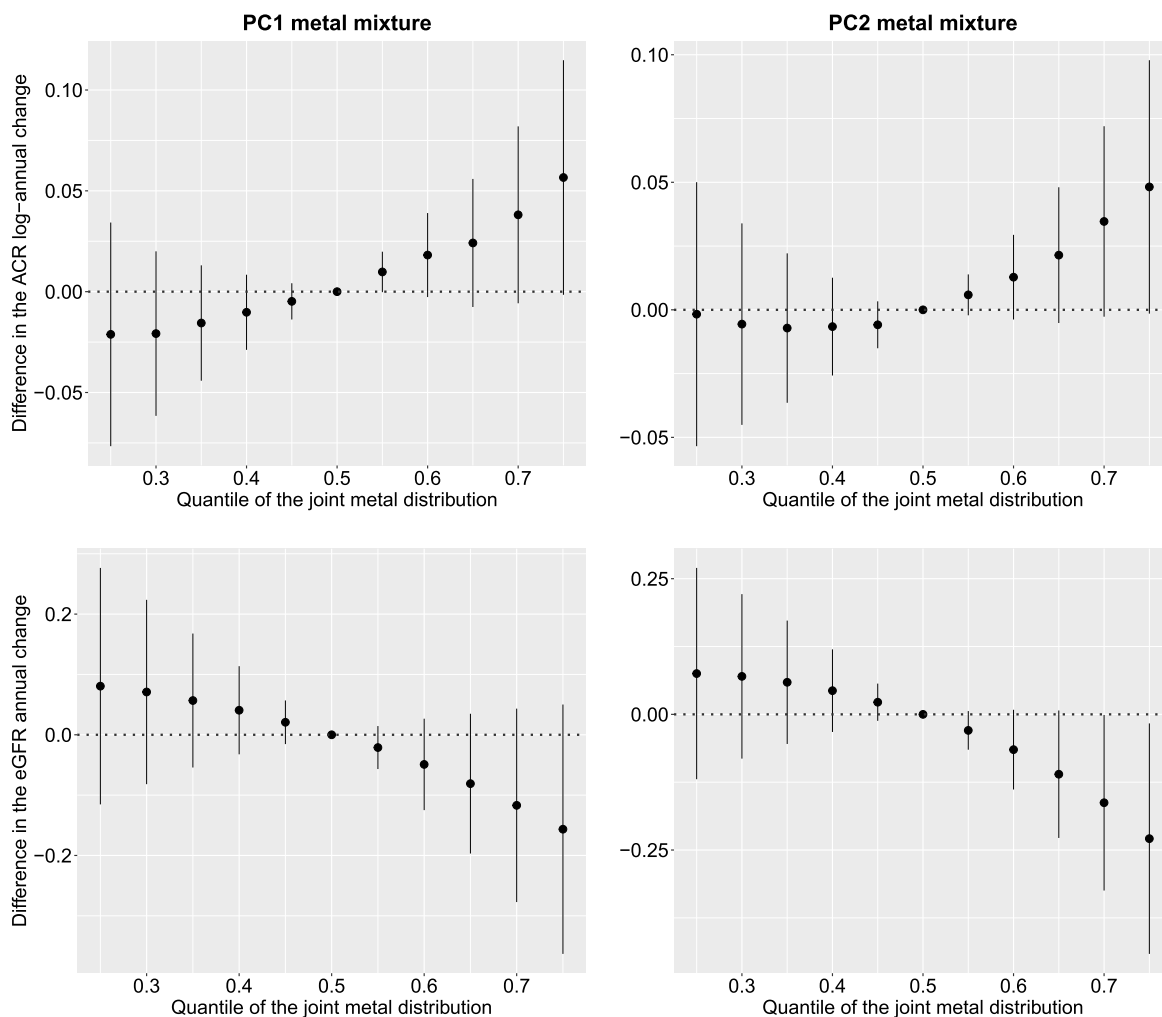 PC1 metal mixture
PC2 metal mixture
Difference in the ACR log−annual change
0.10
0.05
0.00
−0.05
0.3 0.4 0.5 0.6 0.7
Quantile of the joint metal distribution
0.10
0.05
0.00
−0.05
0.3 0.4 0.5 0.6 0.7
Quantile of the joint metal distribution
Difference in the eGFR annual change
0.2
0.0
−0.2
0.3 0.4 0.5 0.6 0.7
Quantile of the joint metal distribution
0.25
0.00
−0.25
0.3 0.4 0.5 0.6 0.7
Quantile of the joint metal distribution